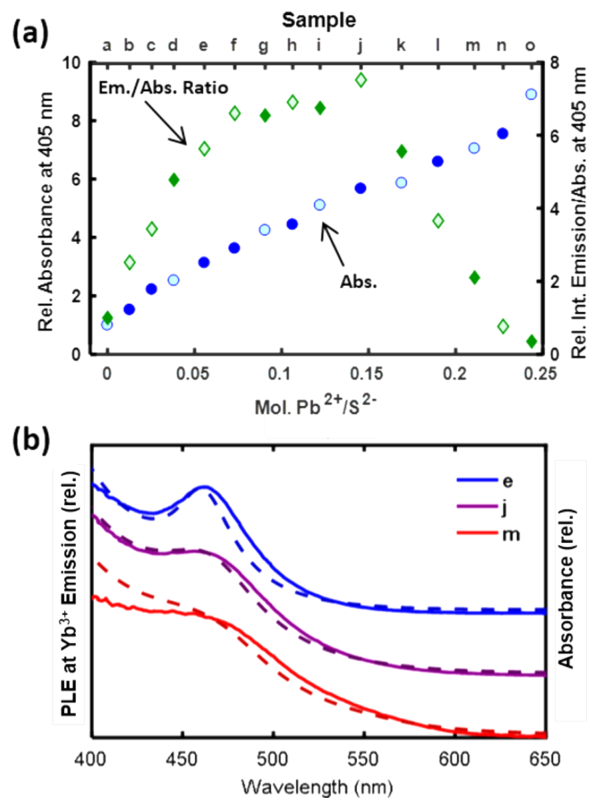 (a)
Sample
a b c d e f g h i j k l m n o
10
8
6
4
2
0
8
6
4
2
0
Rel. Absorbance at 405 nm
Rel. Int. Emission/Abs. at 405 nm
Em./Abs. Ratio
Abs.
0 0.05 0.1 0.15 0.2 0.25
Mol. Pb²⁺/S²⁻
(b)
PLE at Yb³⁺ Emission (rel.)
Absorbance (rel.)
e
j
m
400 450 500 550 600 650
Wavelength (nm)